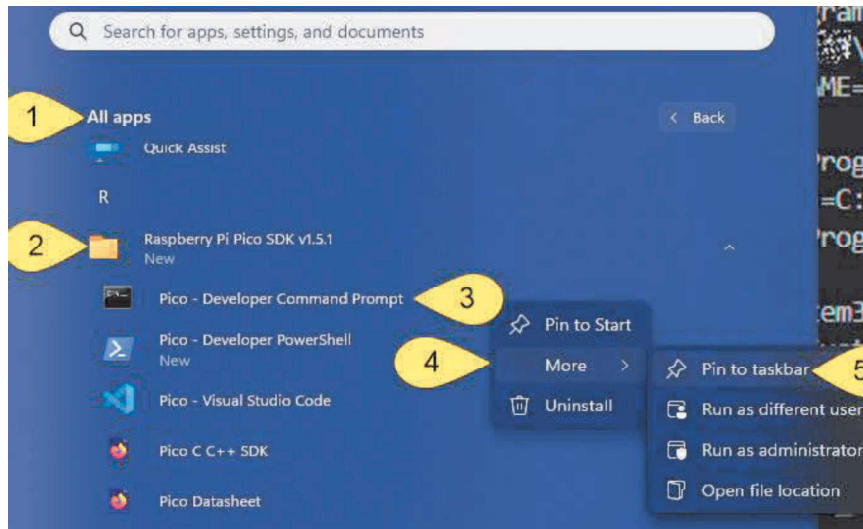 Search for apps, settings, and documents
1
All apps
Back
Quick Assist
R
2
Raspberry Pi Pico SDK v1.5.1
New
Pico - Developer Command Prompt
3
Pico - Developer PowerShell
New
Pico - Visual Studio Code
Pico C C++ SDK
Pico Datasheet
Pin to Start
4
More
Uninstall
Pin to taskbar
5
Run as different user
Run as administrator
Open file location
ME=
Prog
=C:
Prog